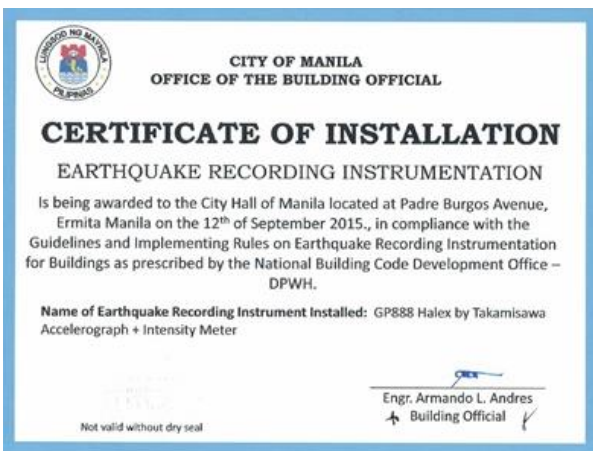 LUNGSOD NG MAYNILA
PILIPINAS
CITY OF MANILA
OFFICE OF THE BUILDING OFFICIAL
CERTIFICATE OF INSTALLATION
EARTHQUAKE RECORDING INSTRUMENTATION
Is being awarded to the City Hall of Manila located at Padre Burgos Avenue,
Ermita Manila on the 12th of September 2015., in compliance with the
Guidelines and Implementing Rules on Earthquake Recording Instrumentation
for Buildings as prescribed by the National Building Code Development Office –
DPWH.
Name of Earthquake Recording Instrument Installed: GP888 Halex by Takamisawa
Accelerograph + Intensity Meter
Engr. Armando L. Andres
Building Official
Not valid without dry seal